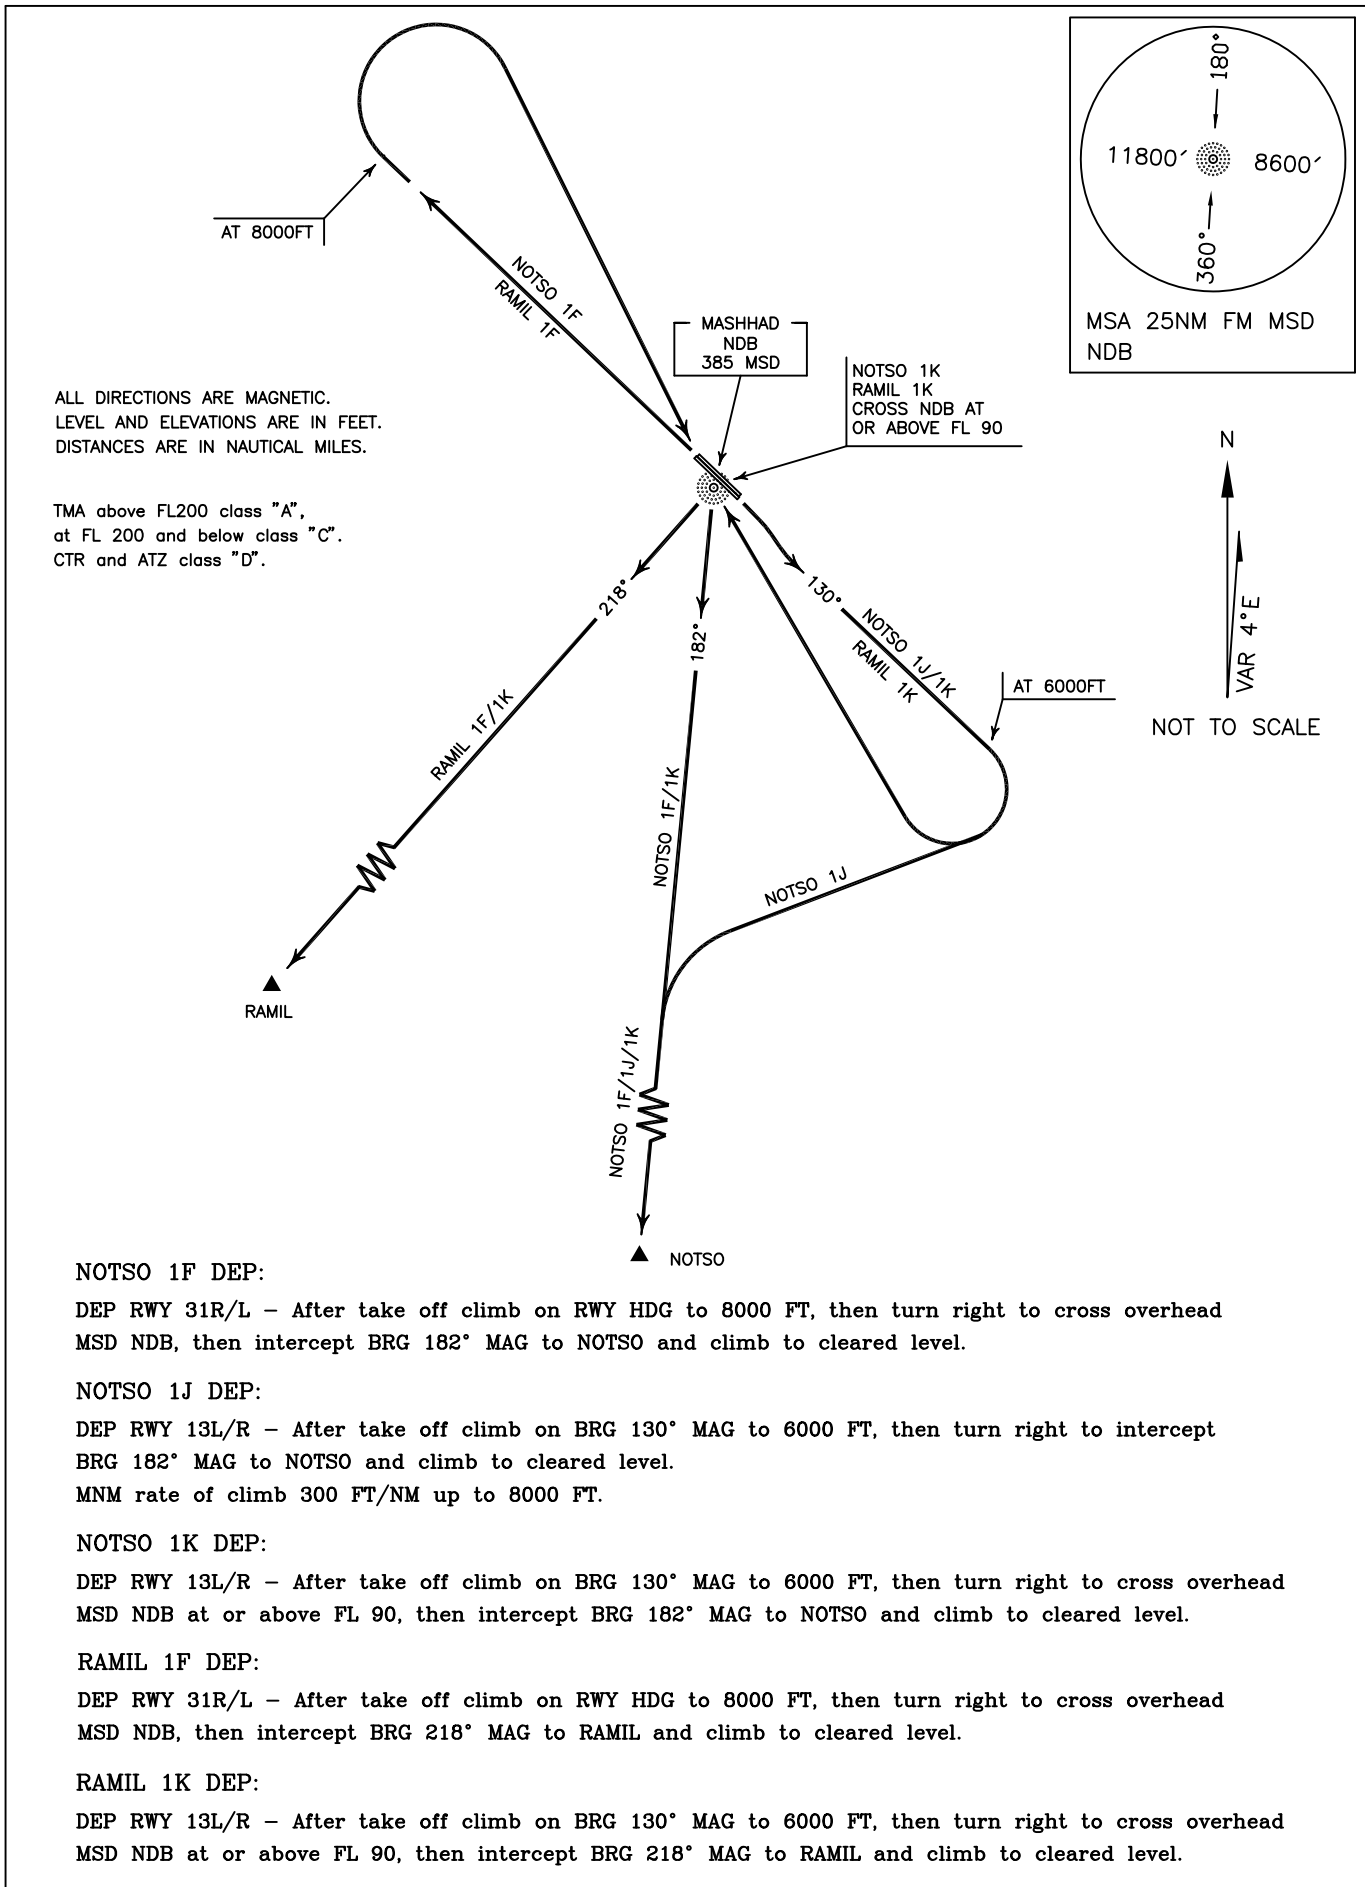 180°
11800′
8600′
360°
MSA 25NM FM MSD
NDB
AT 8000FT
NOTSO 1F
RAMIL 1F
MASHHAD
NDB
385 MSD
NOTSO 1K
RAMIL 1K
CROSS NDB AT
OR ABOVE FL 90
ALL DIRECTIONS ARE MAGNETIC.
LEVEL AND ELEVATIONS ARE IN FEET.
DISTANCES ARE IN NAUTICAL MILES.
TMA above FL200 class "A",
at FL 200 and below class "C".
CTR and ATZ class "D".
N
VAR 4°E
NOT TO SCALE
218°
182°
130°
NOTSO 1J/1K
RAMIL 1K
AT 6000FT
RAMIL 1F/1K
NOTSO 1F/1K
NOTSO 1J
RAMIL
NOTSO 1F/1J/1K
NOTSO
NOTSO 1F DEP:
DEP RWY 31R/L – After take off climb on RWY HDG to 8000 FT, then turn right to cross overhead
MSD NDB, then intercept BRG 182° MAG to NOTSO and climb to cleared level.
NOTSO 1J DEP:
DEP RWY 13L/R – After take off climb on BRG 130° MAG to 6000 FT, then turn right to intercept
BRG 182° MAG to NOTSO and climb to cleared level.
MNM rate of climb 300 FT/NM up to 8000 FT.
NOTSO 1K DEP:
DEP RWY 13L/R – After take off climb on BRG 130° MAG to 6000 FT, then turn right to cross overhead
MSD NDB at or above FL 90, then intercept BRG 182° MAG to NOTSO and climb to cleared level.
RAMIL 1F DEP:
DEP RWY 31R/L – After take off climb on RWY HDG to 8000 FT, then turn right to cross overhead
MSD NDB, then intercept BRG 218° MAG to RAMIL and climb to cleared level.
RAMIL 1K DEP:
DEP RWY 13L/R – After take off climb on BRG 130° MAG to 6000 FT, then turn right to cross overhead
MSD NDB at or above FL 90, then intercept BRG 218° MAG to RAMIL and climb to cleared level.